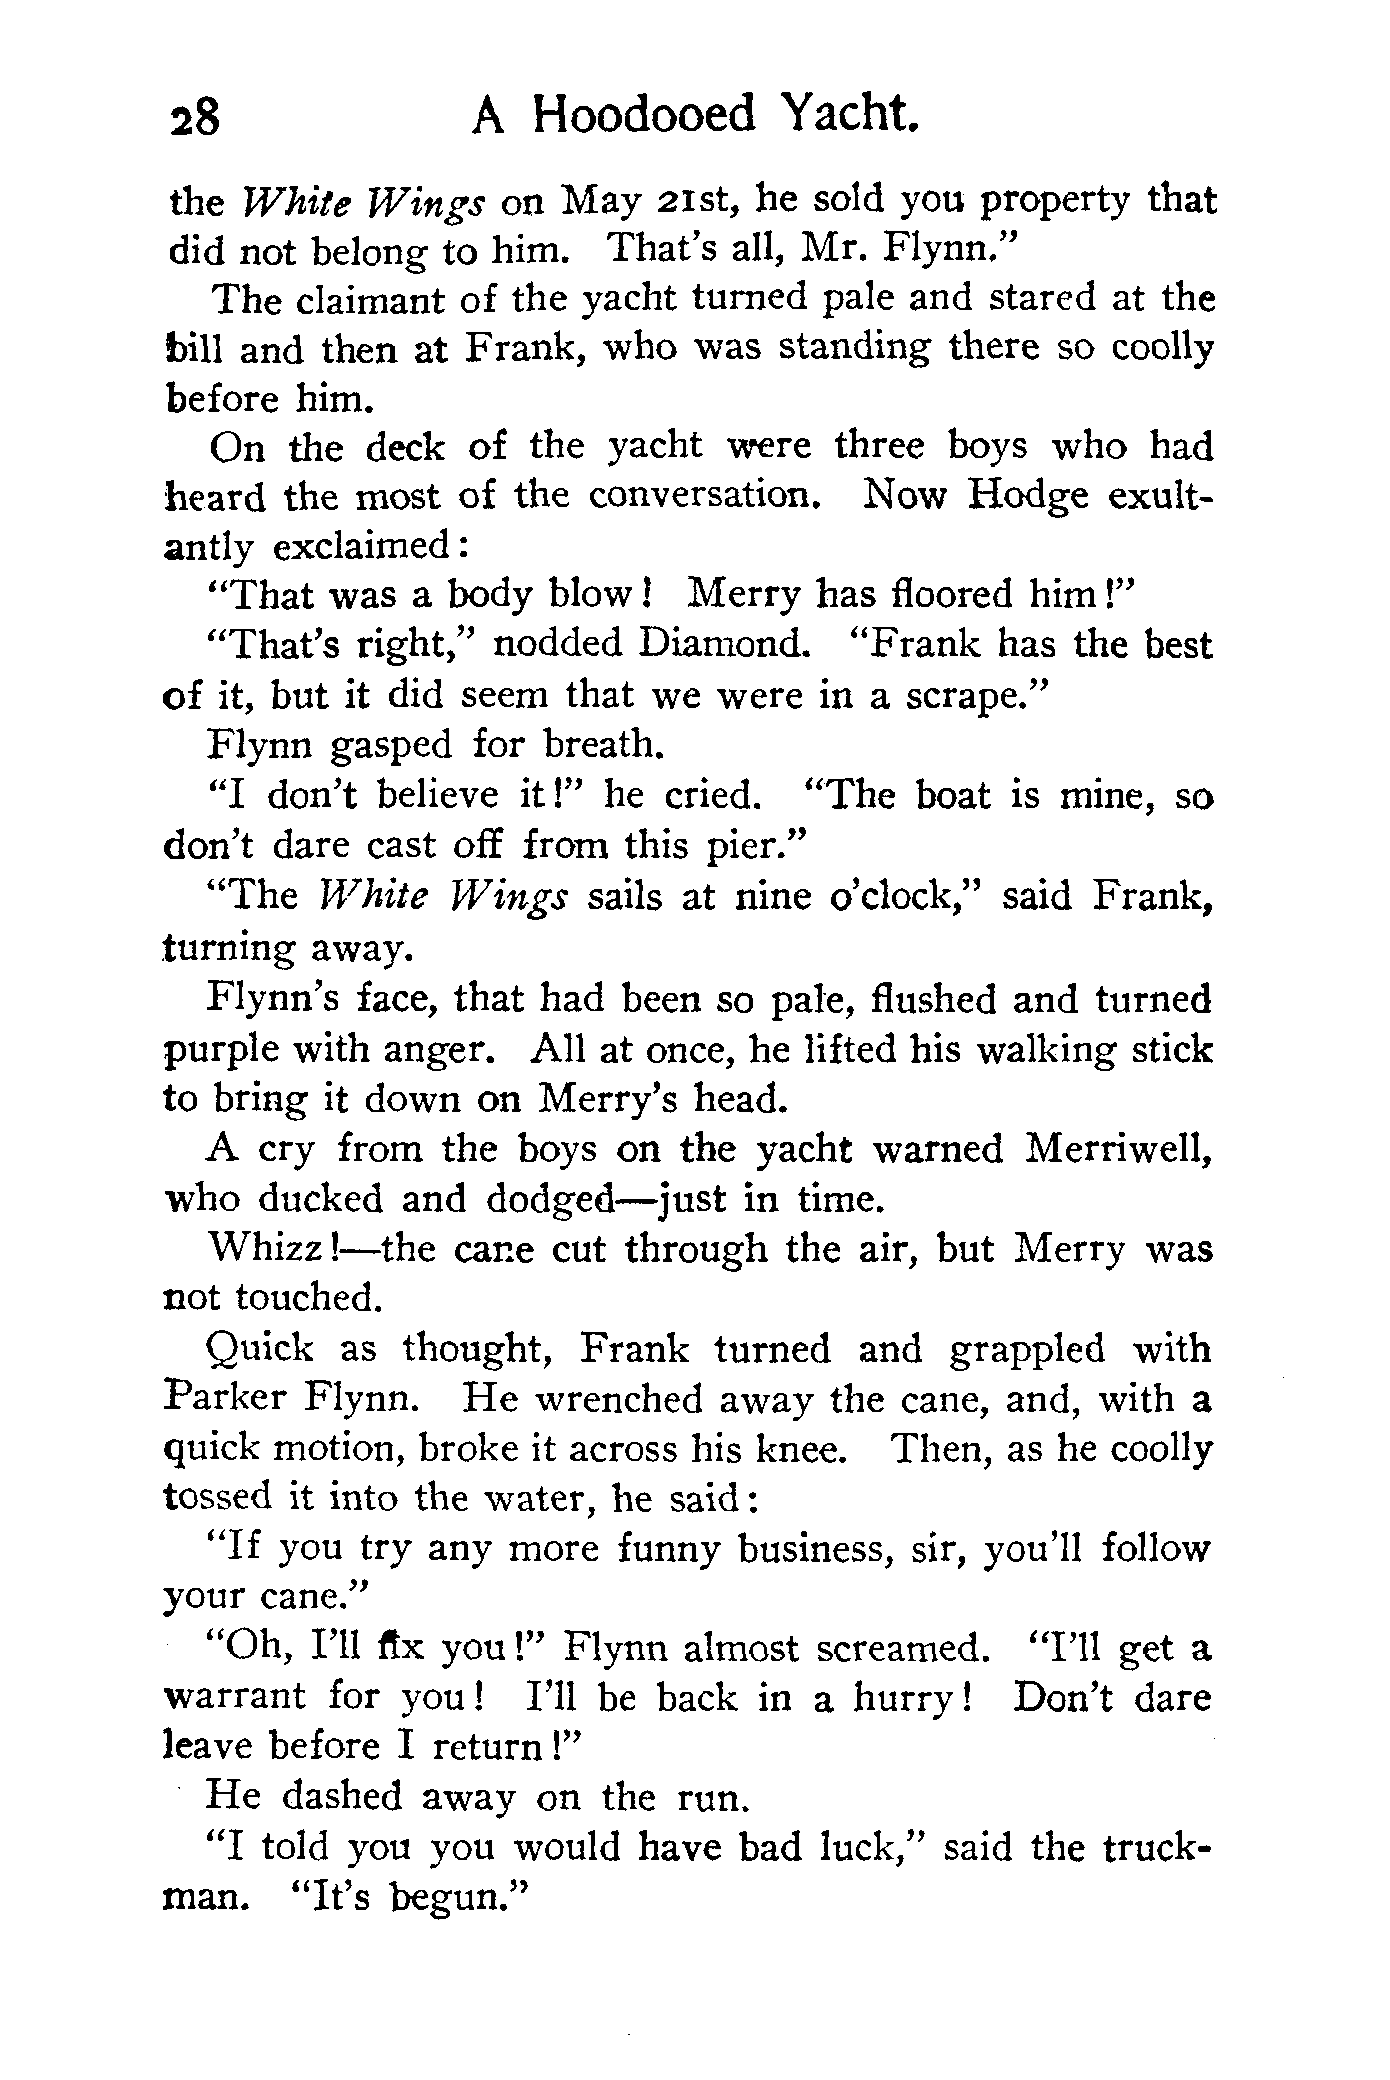 28 A Hoodooed Yacht.
the White Wings on May 21st, he sold you property that
did not belong to him. That's all, Mr. Flynn."
The claimant of the yacht turned pale and stared at the
bill and then at Frank, who was standing there so coolly
before him.
On the deck of the yacht were three boys who had
heard the most of the conversation. Now Hodge exult-
antly exclaimed:
"That was a body blow! Merry has floored him!"
"That's right," nodded Diamond. "Frank has the best
of it, but it did seem that we were in a scrape."
Flynn gasped for breath.
"I don't believe it!" he cried. "The boat is mine, so
don't dare cast off from this pier."
"The White Wings sails at nine o'clock," said Frank,
turning away.
Flynn's face, that had been so pale, flushed and turned
purple with anger. All at once, he lifted his walking stick
to bring it down on Merry's head.
A cry from the boys on the yacht warned Merriwell,
who ducked and dodged—just in time.
Whizz!—the cane cut through the air, but Merry was
not touched.
Quick as thought, Frank turned and grappled with
Parker Flynn. He wrenched away the cane, and, with a
quick motion, broke it across his knee. Then, as he coolly
tossed it into the water, he said:
"If you try any more funny business, sir, you'll follow
your cane."
"Oh, I'll fix you!" Flynn almost screamed. "I'll get a
warrant for you! I'll be back in a hurry! Don't dare
leave before I return!"
He dashed away on the run.
"I told you you would have bad luck," said the truck-
man. "It's begun."